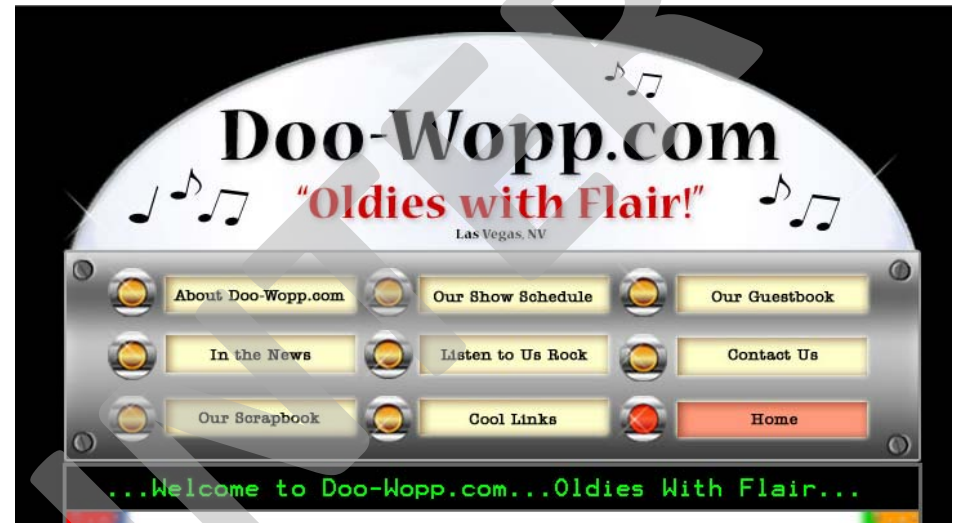 Doo-Wopp.com
"Oldies with Flair!"
Las Vegas, NV
About Doo-Wopp.com
Our Show Schedule
Our Guestbook
In the News
Listen to Us Rock
Contact Us
Our Scrapbook
Cool Links
Home
...Welcome to Doo-Wopp.com...Oldies With Flair...